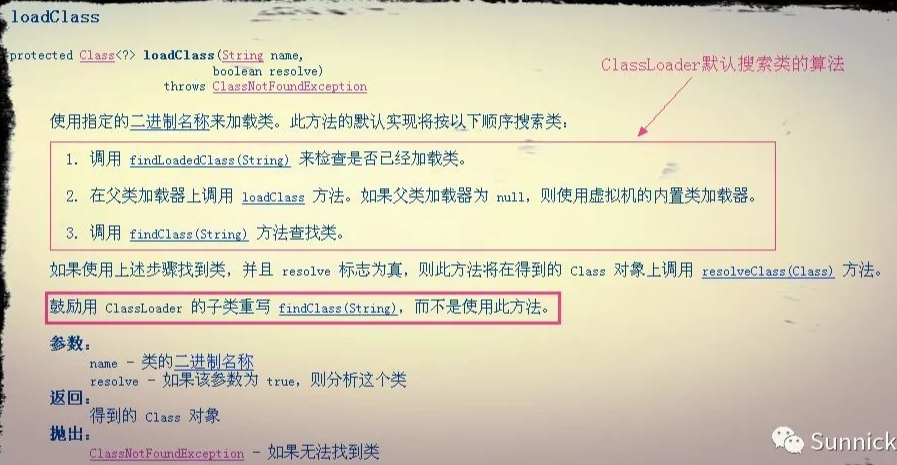 loadClass
protected Class<?> loadClass(String name,
boolean resolve)
throws ClassNotFoundException
ClassLoader默认搜索类的算法
使用指定的二进制名称来加载类。此方法的默认实现将按以下顺序搜索类：
1. 调用 findLoadedClass(String) 来检查是否已经加载类。
2. 在父类加载器上调用 loadClass 方法。如果父类加载器为 null，则使用虚拟机的内置类加载器。
3. 调用 findClass(String) 方法查找类。
如果使用上述步骤找到类，并且 resolve 标志为真，则此方法将在得到的 Class 对象上调用 resolveClass(Class) 方法。
鼓励用 ClassLoader 的子类重写 findClass(String)，而不是使用此方法。
参数：
name - 类的二进制名称
resolve - 如果该参数为 true，则分析这个类
返回：
得到的 Class 对象
抛出：
ClassNotFoundException - 如果无法找到类
Sunnick